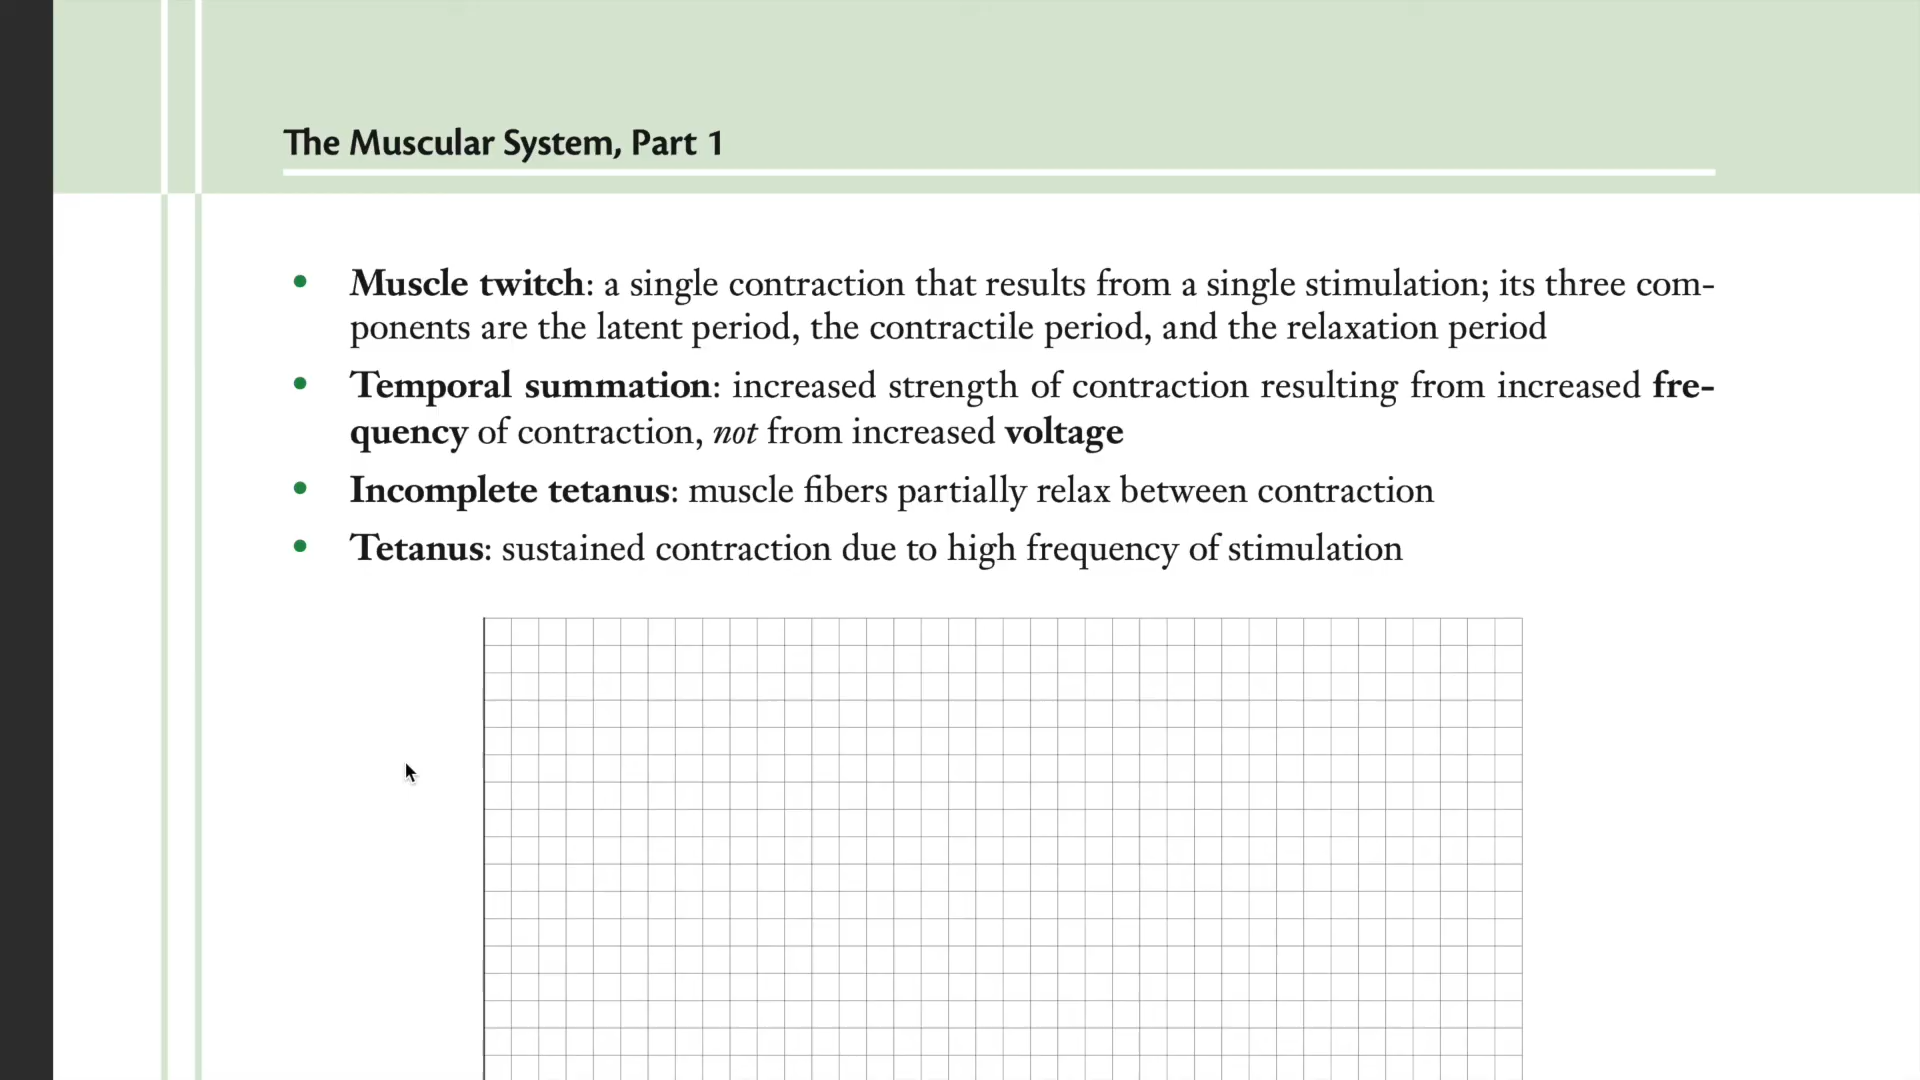 The Muscular System, Part 1
• Muscle twitch: a single contraction that results from a single stimulation; its three com-
ponents are the latent period, the contractile period, and the relaxation period
• Temporal summation: increased strength of contraction resulting from increased fre-
quency of contraction, not from increased voltage
• Incomplete tetanus: muscle fibers partially relax between contraction
• Tetanus: sustained contraction due to high frequency of stimulation